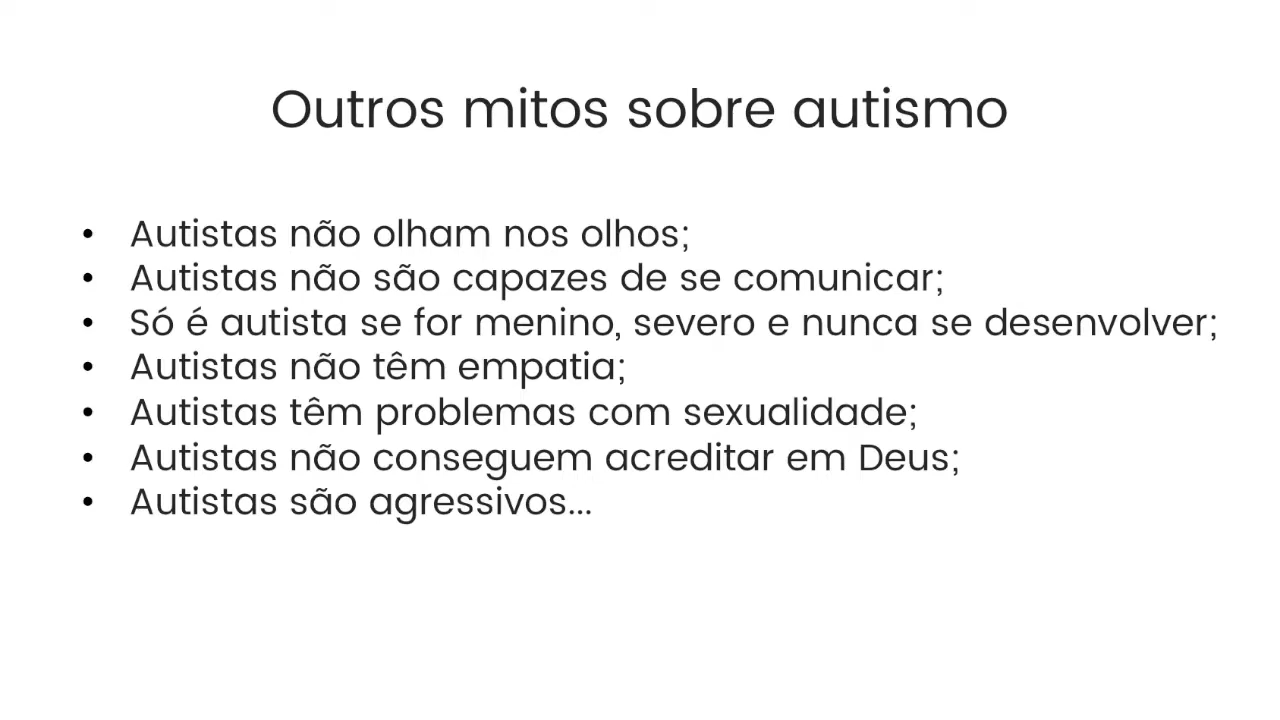 Outros mitos sobre autismo
• Autistas não olham nos olhos;
• Autistas não são capazes de se comunicar;
• Só é autista se for menino, severo e nunca se desenvolver;
• Autistas não têm empatia;
• Autistas têm problemas com sexualidade;
• Autistas não conseguem acreditar em Deus;
• Autistas são agressivos...